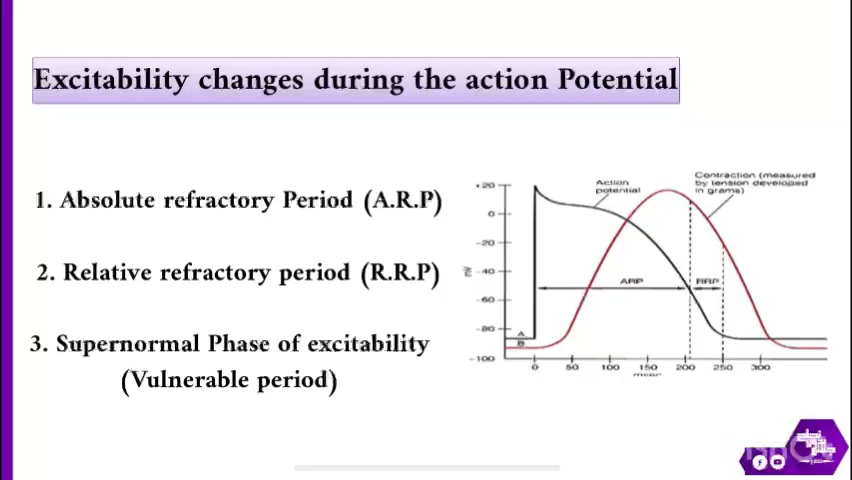 Excitability changes during the action Potential
1. Absolute refractory Period (A.R.P)
2. Relative refractory period (R.R.P)
3. Supernormal Phase of excitability
(Vulnerable period)
Action
potential
Contraction (measured
by tension developed
in grams)
+20
0
-20
-40
-60
-80
-100
mV
ARP
RRP
A
B
0
50
100
150
200
250
300
msec